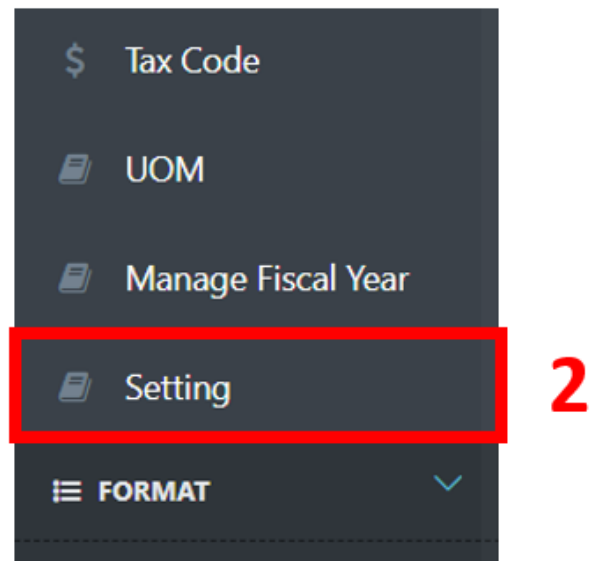 $ Tax Code
UOM
Manage Fiscal Year
Setting
2
FORMAT